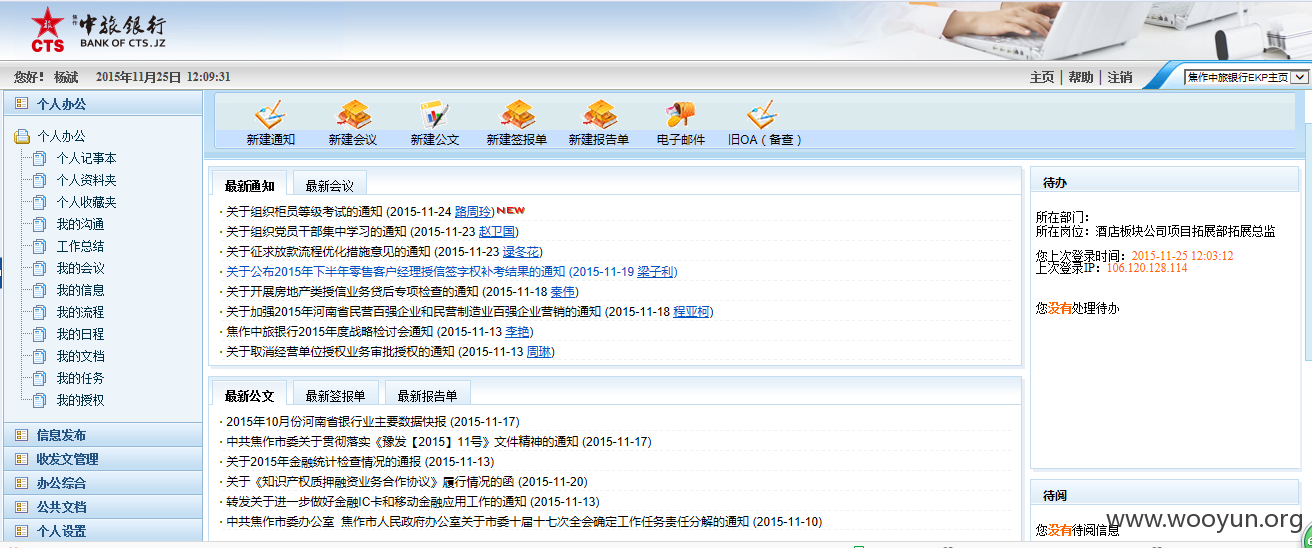 CTS
焦作中旅银行
BANK OF CTS.JZ
您好! 杨斌 2015年11月25日 12:09:31
主页 | 帮助 | 注销
焦作中旅银行EKP主页
个人办公
个人办公
个人记事本
个人资料夹
个人收藏夹
我的沟通
工作总结
我的会议
我的信息
我的流程
我的日程
我的文档
我的任务
我的授权
信息发布
收发文管理
办公综合
公共文档
个人设置
新建通知 新建会议 新建公文 新建签报单 新建报告单 电子邮件 旧OA（备查）
最新通知 最新会议
· 关于组织柜员等级考试的通知 (2015-11-24 路周玲) NEW
· 关于组织党员干部集中学习的通知 (2015-11-23 赵卫国)
· 关于征求放款流程优化措施意见的通知 (2015-11-23 逯冬花)
· 关于公布2015年下半年零售客户经理授信签字权补考结果的通知 (2015-11-19 梁子利)
· 关于开展房地产类授信业务贷后专项检查的通知 (2015-11-18 秦伟)
· 关于加强2015年河南省民营百强企业和民营制造业百强企业营销的通知 (2015-11-18 程亚柯)
· 焦作中旅银行2015年度战略检讨会通知 (2015-11-13 李艳)
· 关于取消经营单位授权业务审批授权的通知 (2015-11-13 周琳)
最新公文 最新签报单 最新报告单
· 2015年10月份河南省银行业主要数据快报 (2015-11-17)
· 中共焦作市委关于贯彻落实《豫发【2015】11号》文件精神的通知 (2015-11-17)
· 关于2015年金融统计检查情况的通报 (2015-11-13)
· 关于《知识产权质押融资业务合作协议》履行情况的函 (2015-11-20)
· 转发关于进一步做好金融IC卡和移动金融应用工作的通知 (2015-11-13)
· 中共焦作市委办公室 焦作市人民政府办公室关于市委十届十七次全会确定工作任务责任分解的通知 (2015-11-10)
待办
所在部门：
所在岗位：酒店板块公司项目拓展部拓展总监
您上次登录时间：2015-11-25 12:03:12
上次登录IP：106.120.128.114
您没有处理待办
待阅
您没有待阅信息
www.wooyun.org